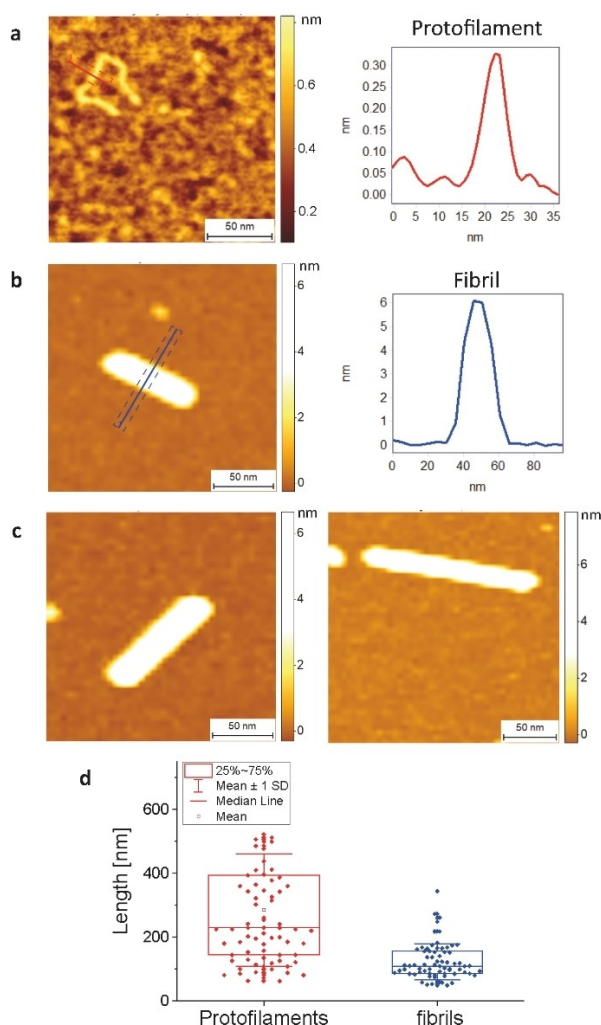 a
nm
0.8
0.6
0.4
0.2
50 nm
Protofilament
0.30
0.25
0.20
0.15
0.10
0.05
0.00
nm
0 5 10 15 20 25 30 35
nm
b
nm
6
4
2
0
50 nm
Fibril
6
5
4
3
2
1
0
nm
0 20 40 60 80
nm
c
nm
6
4
2
0
50 nm
nm
6
4
2
0
50 nm
d
25%~75%
Mean ± 1 SD
Median Line
Mean
600
400
200
0
Length [nm]
Protofilaments fibrils